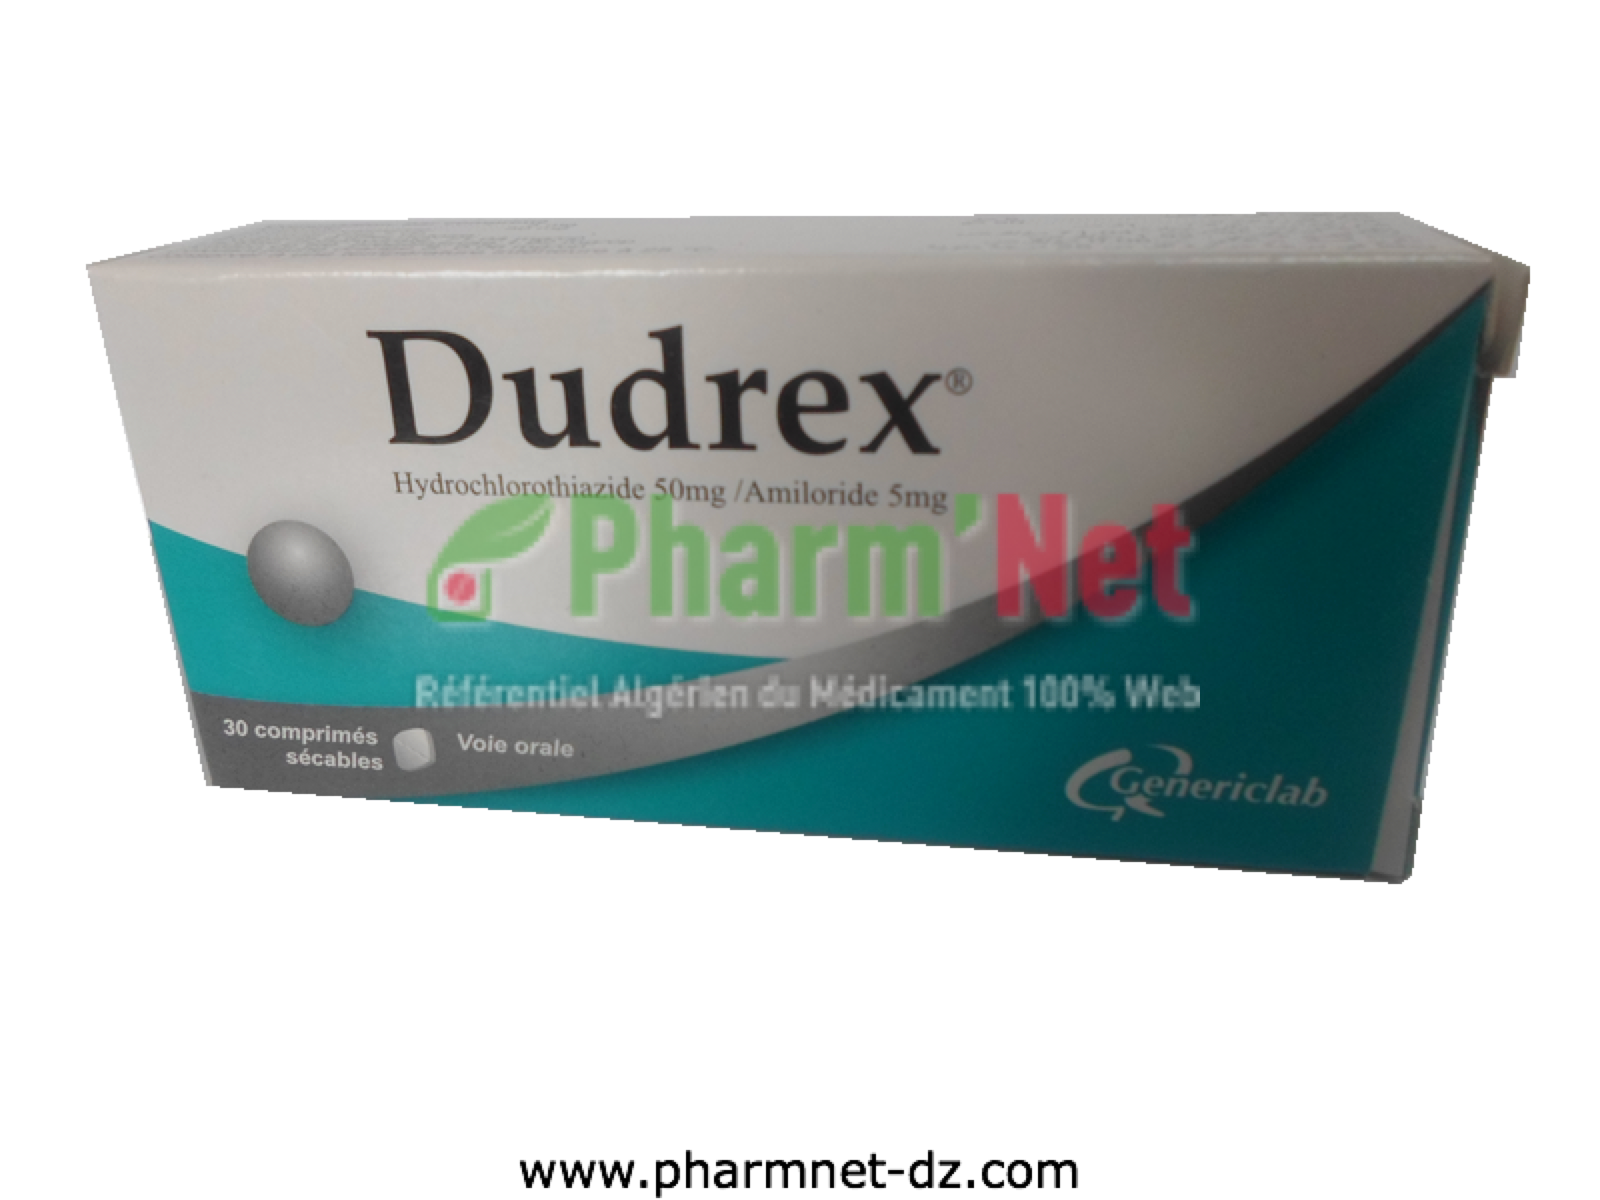 Dudrex®
Hydrochlorothiazide 50mg /Amiloride 5mg
Pharm'Net
Référentiel Algérien du Médicament 100% Web
30 comprimés
sécables
Voie orale
Genericlab
www.pharmnet-dz.com